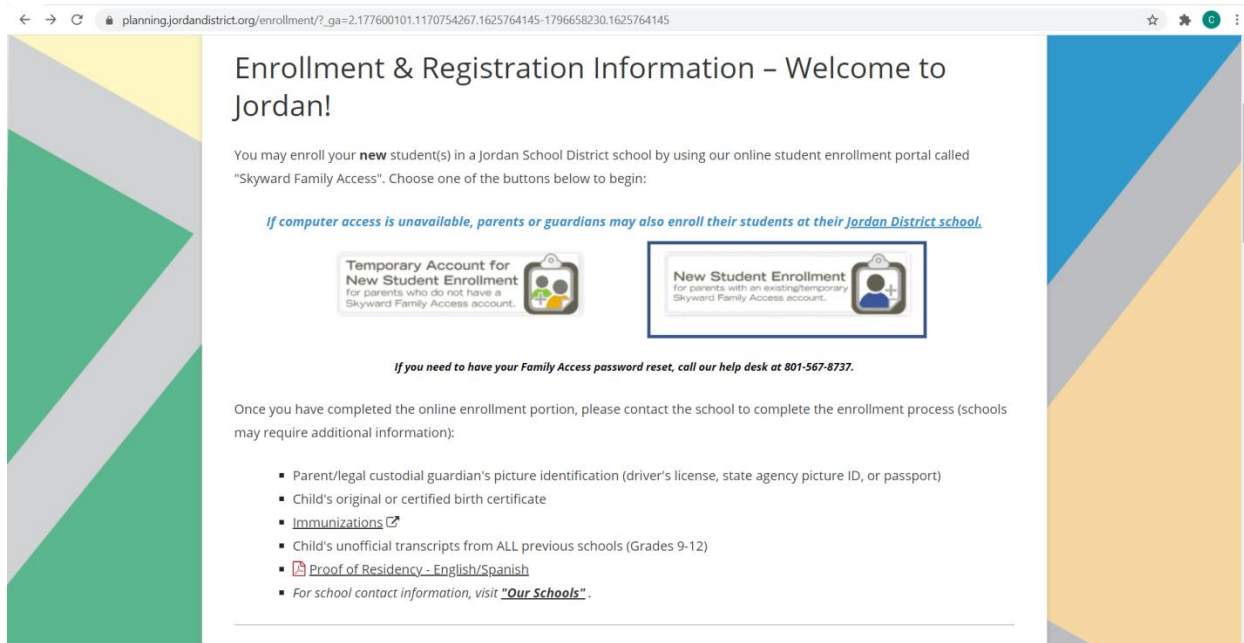 planning.jordandistrict.org/enrollment/?_ga=2.177600101.1170754267.1625764145-1796658230.1625764145
C
Enrollment & Registration Information – Welcome to
Jordan!
You may enroll your new student(s) in a Jordan School District school by using our online student enrollment portal called
"Skyward Family Access". Choose one of the buttons below to begin:
If computer access is unavailable, parents or guardians may also enroll their students at their Jordan District school.
Temporary Account for
New Student Enrollment
for parents who do not have a
Skyward Family Access account.
New Student Enrollment
for parents with an existing/temporary
Skyward Family Access account.
If you need to have your Family Access password reset, call our help desk at 801-567-8737.
Once you have completed the online enrollment portion, please contact the school to complete the enrollment process (schools
may require additional information):
▪ Parent/legal custodial guardian's picture identification (driver's license, state agency picture ID, or passport)
▪ Child's original or certified birth certificate
▪ Immunizations
▪ Child's unofficial transcripts from ALL previous schools (Grades 9-12)
▪ Proof of Residency - English/Spanish
▪ For school contact information, visit "Our Schools" .